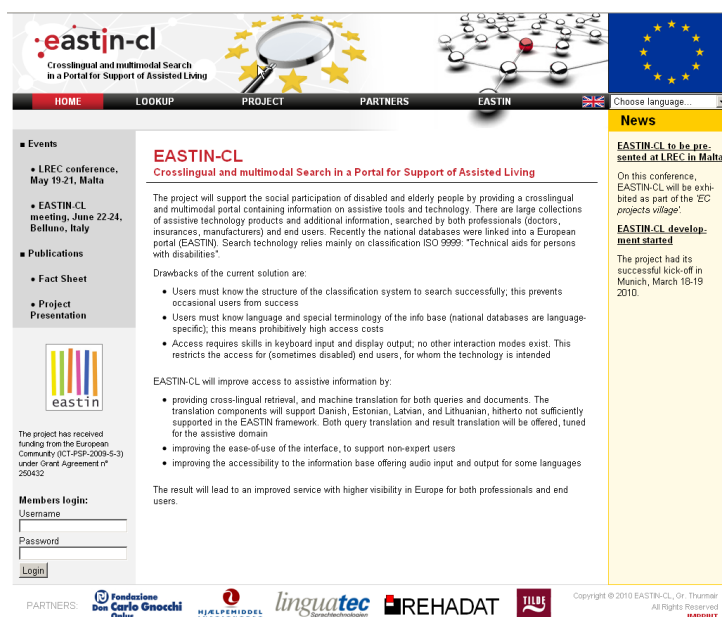 eastin-cl
Crosslingual and multimodal Search
in a Portal for Support of Assisted Living
HOME LOOKUP PROJECT PARTNERS EASTIN
Choose language...
Events
LREC conference,
May 19-21, Malta
EASTIN-CL
meeting, June 22-24,
Belluno, Italy
Publications
Fact Sheet
Project
Presentation
eastin
The project has received
funding from the European
Community (ICT-PSP-2009-5-3)
under Grant Agreement n°
250432
Members login:
Username
Password
Login
EASTIN-CL
Crosslingual and multimodal Search in a Portal for Support of Assisted Living
The project will support the social participation of disabled and elderly people by providing a crosslingual
and multimodal portal containing information on assistive tools and technology. There are large collections
of assistive technology products and additional information, searched by both professionals (doctors,
insurances, manufacturers) and end users. Recently the national databases were linked into a European
portal (EASTIN). Search technology relies mainly on classification ISO 9999: "Technical aids for persons
with disabilities".
Drawbacks of the current solution are:
• Users must know the structure of the classification system to search successfully; this prevents
occasional users from success
• Users must know language and special terminology of the info base (national databases are language-
specific); this means prohibitively high access costs
• Access requires skills in keyboard input and display output; no other interaction modes exist. This
restricts the access for (sometimes disabled) end users, for whom the technology is intended
EASTIN-CL will improve access to assistive information by:
• providing cross-lingual retrieval, and machine translation for both queries and documents. The
translation components will support Danish, Estonian, Latvian, and Lithuanian, hitherto not sufficiently
supported in the EASTIN framework. Both query translation and result translation will be offered, tuned
for the assistive domain
• improving the ease-of-use of the interface, to support non-expert users
• improving the accessibility to the information base offering audio input and output for some languages
The result will lead to an improved service with higher visibility in Europe for both professionals and end
users.
News
EASTIN-CL to be pre-
sented at LREC in Malta
On this conference,
EASTIN-CL will be exhi-
bited as part of the 'EC
projects village'.
EASTIN-CL develop-
ment started
The project had its
successful kick-off in
Munich, March 18-19
2010.
PARTNERS:
Fondazione
Don Carlo Gnocchi
Onlus
HJÆLPEMIDDEL
linguatec
Sprachtechnologien
REHADAT
TILDE
Copyright © 2010 EASTIN-CL, Gr. Thurmair
All Rights Reserved
IMPRINT